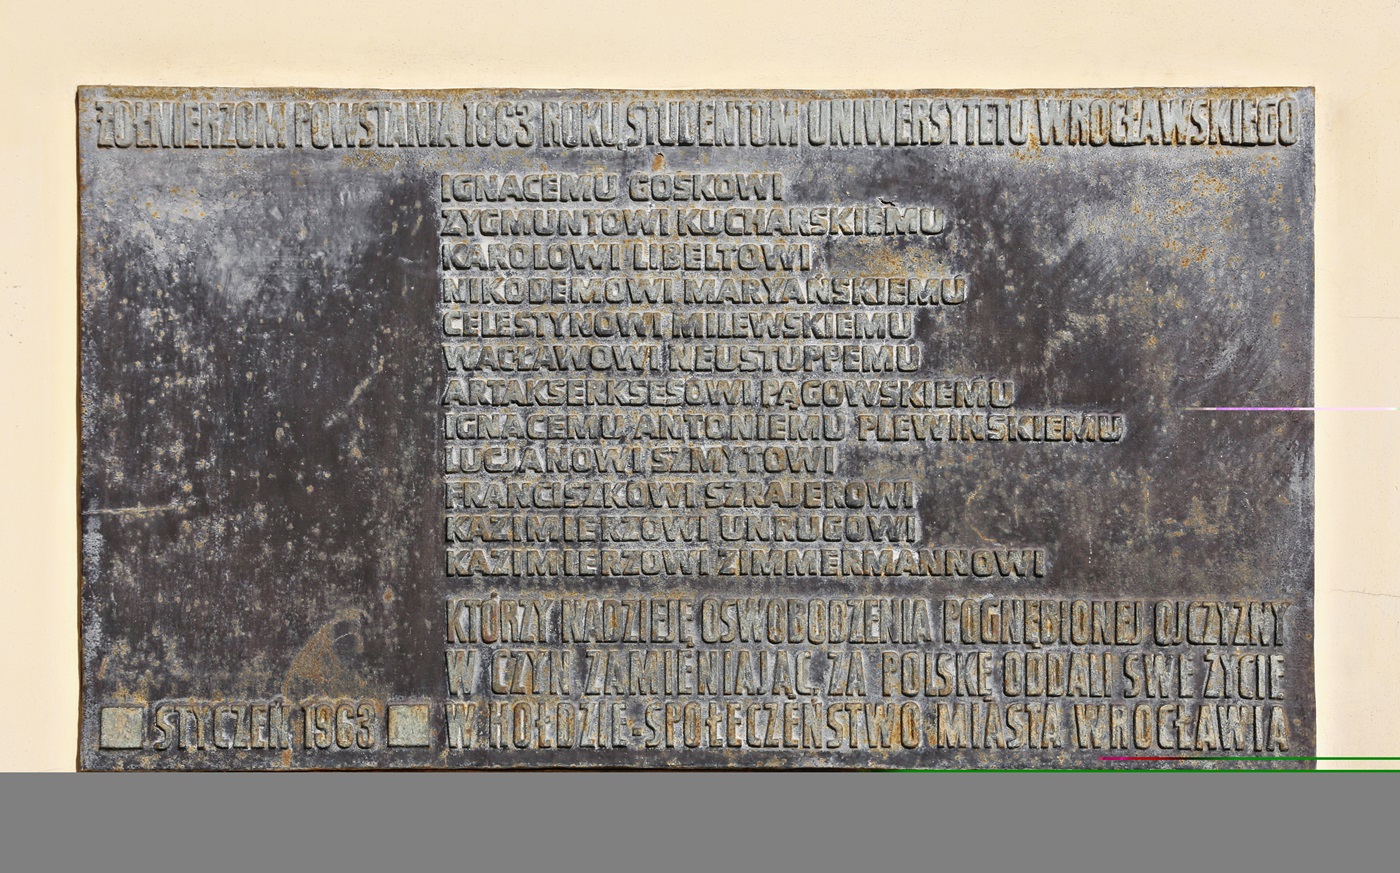 ŻOŁNIERZOM POWSTANIA 1863 ROKU, STUDENTOM UNIWERSYTETU WROCŁAWSKIEGO
IGNACEMU GOSKOWI
ZYGMUNTOWI KUCHARSKIEMU
KAROLOWI LIBELTOWI
NIKODEMOWI MARYAŃSKIEMU
CELESTYNOWI MILEWSKIEMU
WACŁAWOWI NEUSTUPPEMU
ARTAKSERKSESOWI PĄGOWSKIEMU
IGNACEMU, ANTONIEMU PLEWIŃSKIEMU
LUCJANOWI SZMYTOWI
FRANCISZKOWI SZRAJEROWI
KAZIMIERZOWI UNRUGOWI
KAZIMIERZOWI ZIMMERMANNOWI
KTÓRZY NADZIEJĘ OSWOBODZENIA POGNĘBIONEJ OJCZYZNY
W CZYN ZAMIENIAJĄC, ZA POLSKĘ ODDALI SWE ŻYCIE
W HOŁDZIE - SPOŁECZEŃSTWO MIASTA WROCŁAWIA
STYCZEŃ 1963